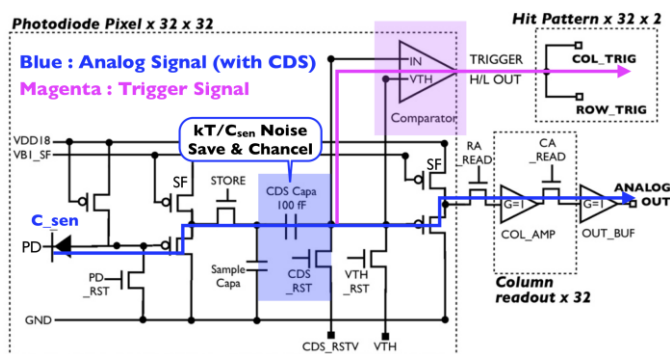 Photodiode Pixel x 32 x 32
Hit Pattern x 32 x 2
Blue : Analog Signal (with CDS)
Magenta : Trigger Signal
IN
VTH
Comparator
TRIGGER
H/L OUT
COL_TRIG
ROW_TRIG
kT/Csen Noise
Save & Chancel
VDD18
VB1_SF
SF
STORE
CDS Capa
100 fF
SF
RA
_READ
CA
_READ
C_sen
PD
G=1
COL_AMP
G=1
OUT_BUF
ANALOG
OUT
PD
_RST
Sample
Capa
CDS
_RST
VTH
_RST
Column
readout x 32
GND
CDS_RSTV
VTH